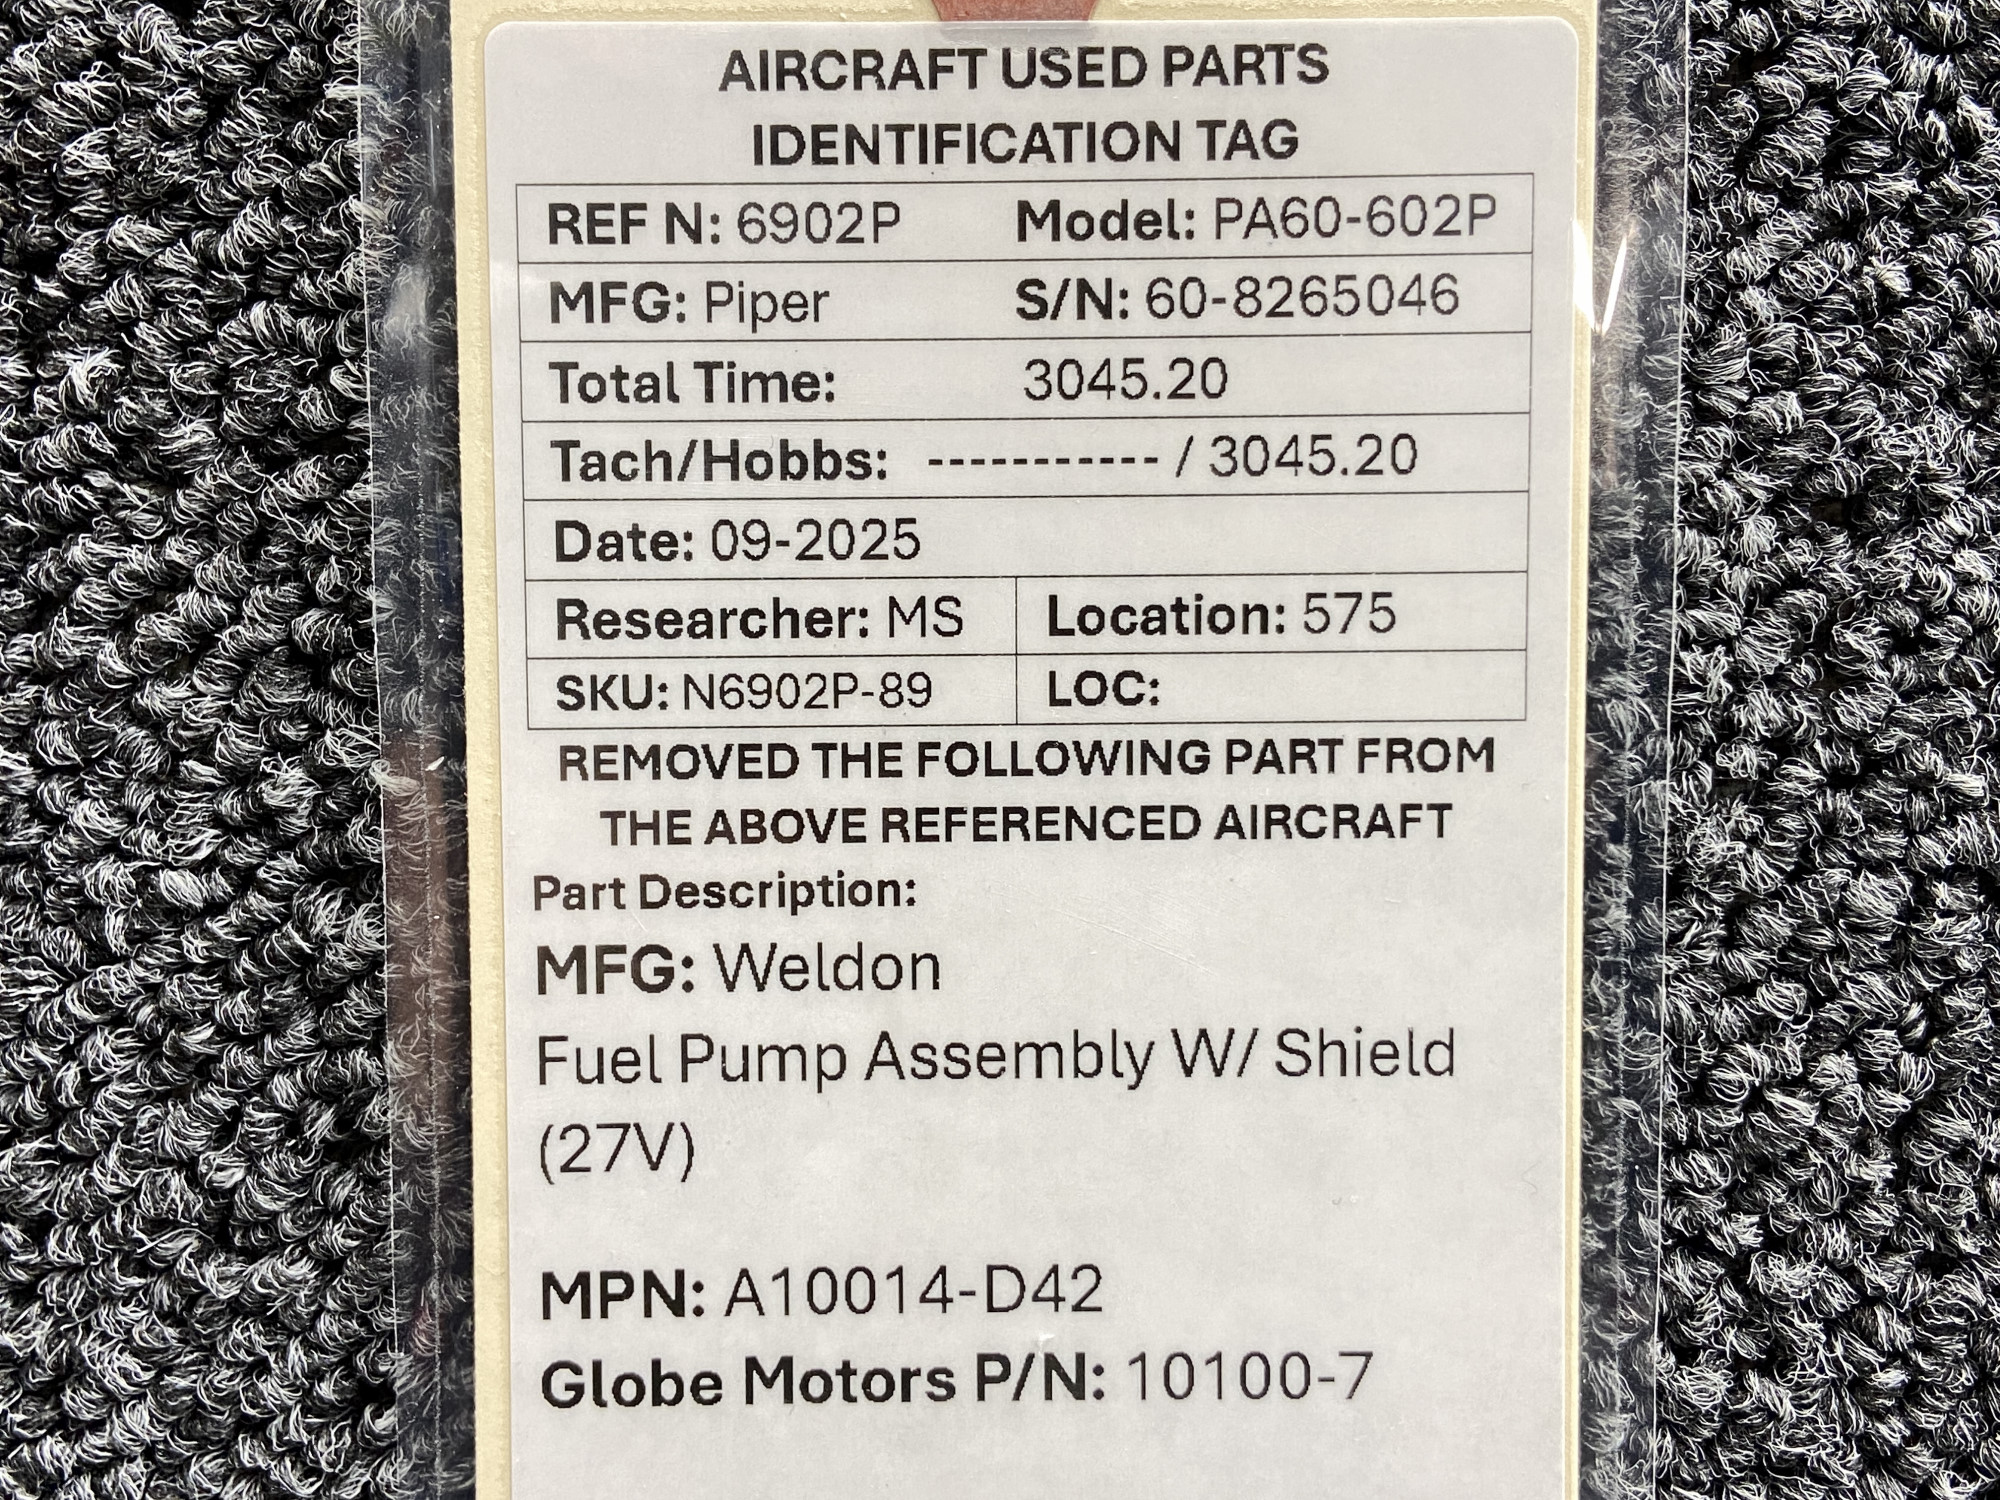 AIRCRAFT USED PARTS
IDENTIFICATION TAG
REF N: 6902P Model: PA60-602P
MFG: Piper S/N: 60-8265046
Total Time: 3045.20
Tach/Hobbs: ----------- / 3045.20
Date: 09-2025
Researcher: MS Location: 575
SKU: N6902P-89 LOC:
REMOVED THE FOLLOWING PART FROM
THE ABOVE REFERENCED AIRCRAFT
Part Description:
MFG: Weldon
Fuel Pump Assembly W/ Shield
(27V)
MPN: A10014-D42
Globe Motors P/N: 10100-7